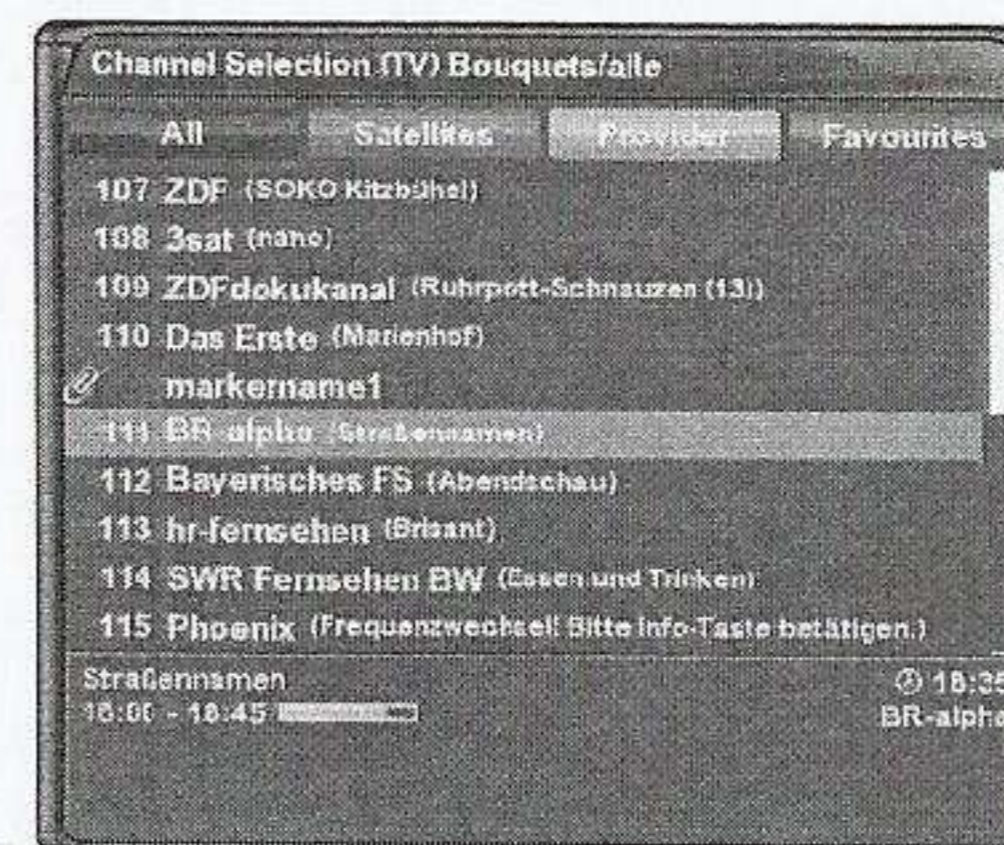 Channel Selection (TV) Bouquets/alle
All Satellites Provider Favourites
107 ZDF (SOKO Kitzbühel)
108 3sat (nano)
109 ZDFdokukanal (Ruhrpott-Schnauzen (13))
110 Das Erste (Marienhof)
markername1
111 BR-alpha (Straßennamen)
112 Bayerisches FS (Abendschau)
113 hr-fernsehen (Brisant)
114 SWR Fernsehen BW (Essen und Trinken)
115 Phoenix (Frequenzwechsel! Bitte Info-Taste betätigen.)
Straßennamen 18:35
18:00 - 18:45 BR-alpha